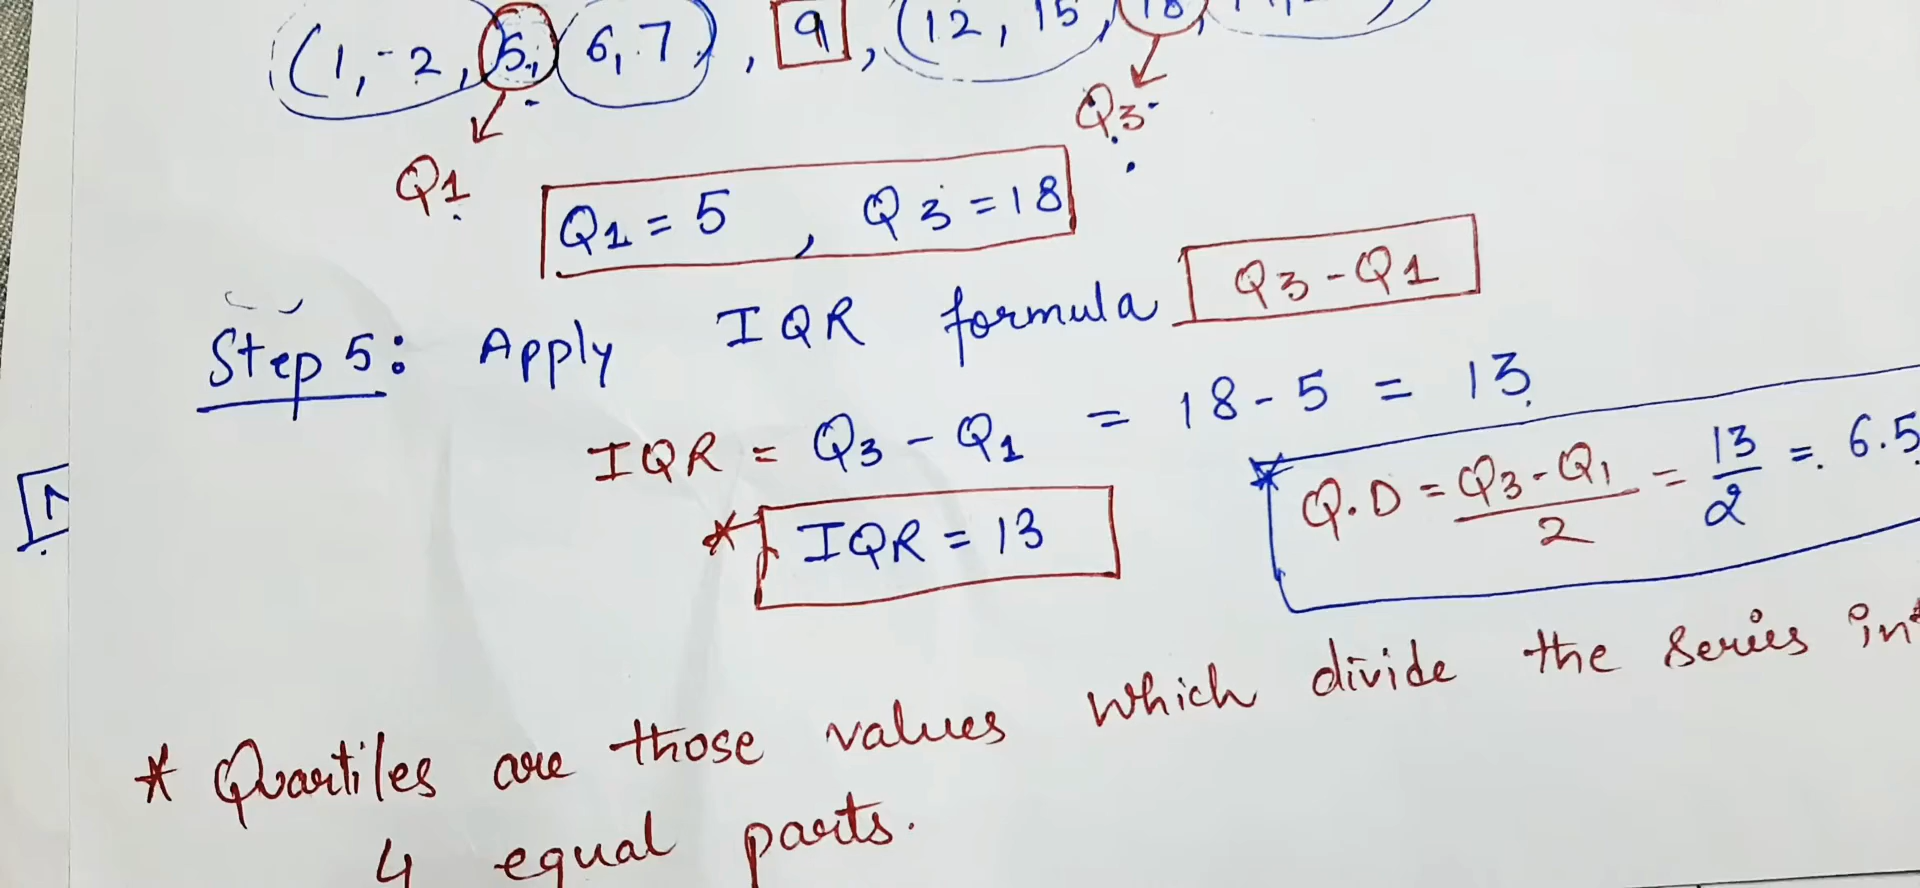 (1, 2, 5, 6, 7), 9, (12, 15, 18,
Q1 Q3
Q1 = 5 , Q3 = 18
Step 5: Apply IQR formula Q3 - Q1
IQR = Q3 - Q1 = 18 - 5 = 13
* IQR = 13
* Q.D = Q3 - Q1 / 2 = 13 / 2 = 6.5
* Quartiles are those values which divide the series
4 equal parts.